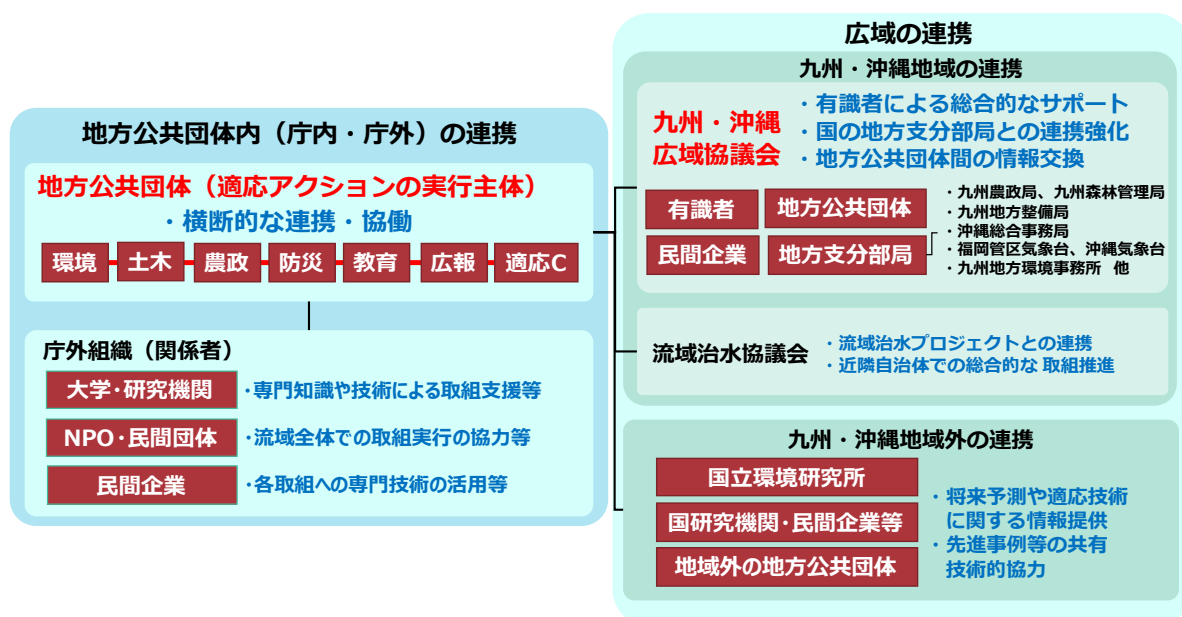 地方公共団体内（庁内・庁外）の連携
地方公共団体（適応アクションの実行主体）
・横断的な連携・協働
環境 土木 農政 防災 教育 広報 適応C
庁外組織（関係者）
大学・研究機関 ・専門知識や技術による取組支援等
NPO・民間団体 ・流域全体での取組実行の協力等
民間企業 ・各取組への専門技術の活用等
広域の連携
九州・沖縄地域の連携
九州・沖縄
広域協議会
・有識者による総合的なサポート
・国の地方支分部局との連携強化
・地方公共団体間の情報交換
有識者 地方公共団体
民間企業 地方支分部局
・九州農政局、九州森林管理局
・九州地方整備局
・沖縄総合事務局
・福岡管区気象台、沖縄気象台
・九州地方環境事務所 他
流域治水協議会
・流域治水プロジェクトとの連携
・近隣自治体での総合的な 取組推進
九州・沖縄地域外の連携
国立環境研究所
国研究機関・民間企業等
地域外の地方公共団体
・将来予測や適応技術
に関する情報提供
・先進事例等の共有
技術的協力